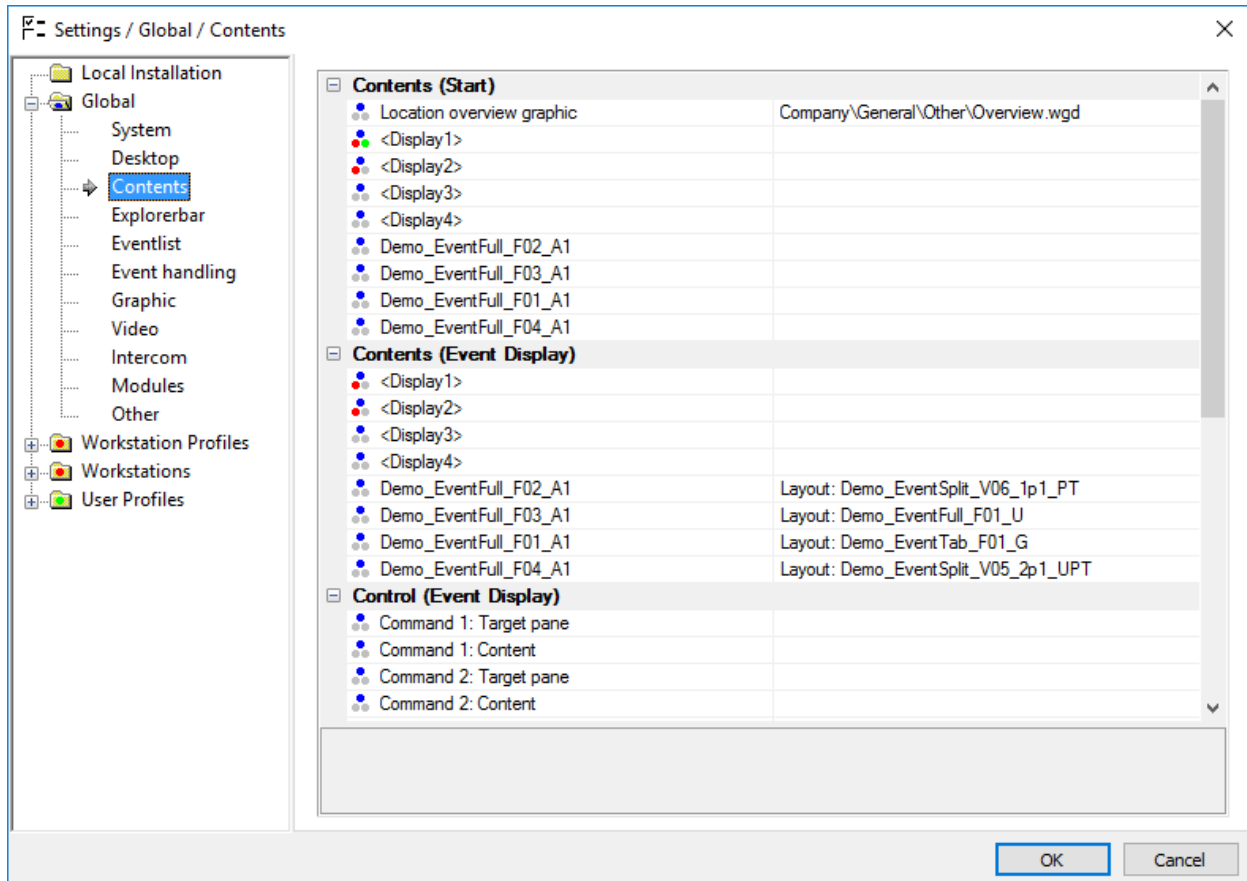 Settings / Global / Contents
Local Installation
Global
System
Desktop
Contents
Explorerbar
Eventlist
Event handling
Graphic
Video
Intercom
Modules
Other
Workstation Profiles
Workstations
User Profiles
Contents (Start)
Location overview graphic Company\General\Other\Overview.wgd
<Display1>
<Display2>
<Display3>
<Display4>
Demo_EventFull_F02_A1
Demo_EventFull_F03_A1
Demo_EventFull_F01_A1
Demo_EventFull_F04_A1
Contents (Event Display)
<Display1>
<Display2>
<Display3>
<Display4>
Demo_EventFull_F02_A1 Layout: Demo_EventSplit_V06_1p1_PT
Demo_EventFull_F03_A1 Layout: Demo_EventFull_F01_U
Demo_EventFull_F01_A1 Layout: Demo_EventTab_F01_G
Demo_EventFull_F04_A1 Layout: Demo_EventSplit_V05_2p1_UPT
Control (Event Display)
Command 1: Target pane
Command 1: Content
Command 2: Target pane
Command 2: Content
OK Cancel